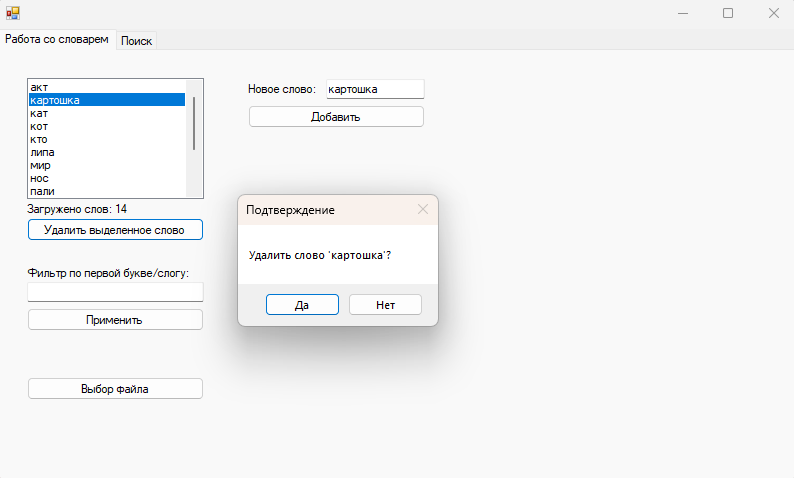 Работа со словарем
Поиск
акт
картошка
кат
кот
кто
липа
мир
нос
пали
Загружено слов: 14
Удалить выделенное слово
Фильтр по первой букве/слогу:
Применить
Выбор файла
Новое слово:
картошка
Добавить
Подтверждение
Удалить слово 'картошка'?
Да
Нет